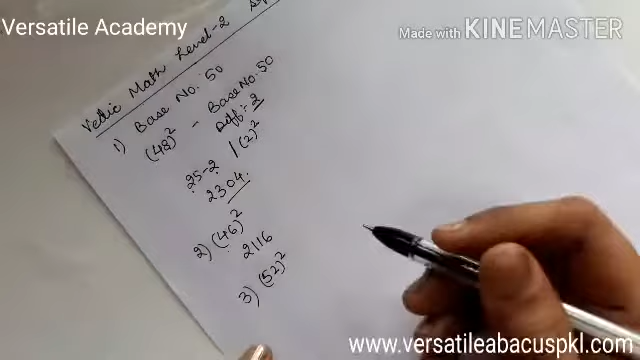 Versatile Academy
Made with KINEMASTER
Vedic Math Level-2
1) Base No: 50
(48)² - Base No: 50
Diff: 2
25-2 / (2)²
2304
2) (46)²
2116
3) (52)²
www.versatileabacuspkl.com